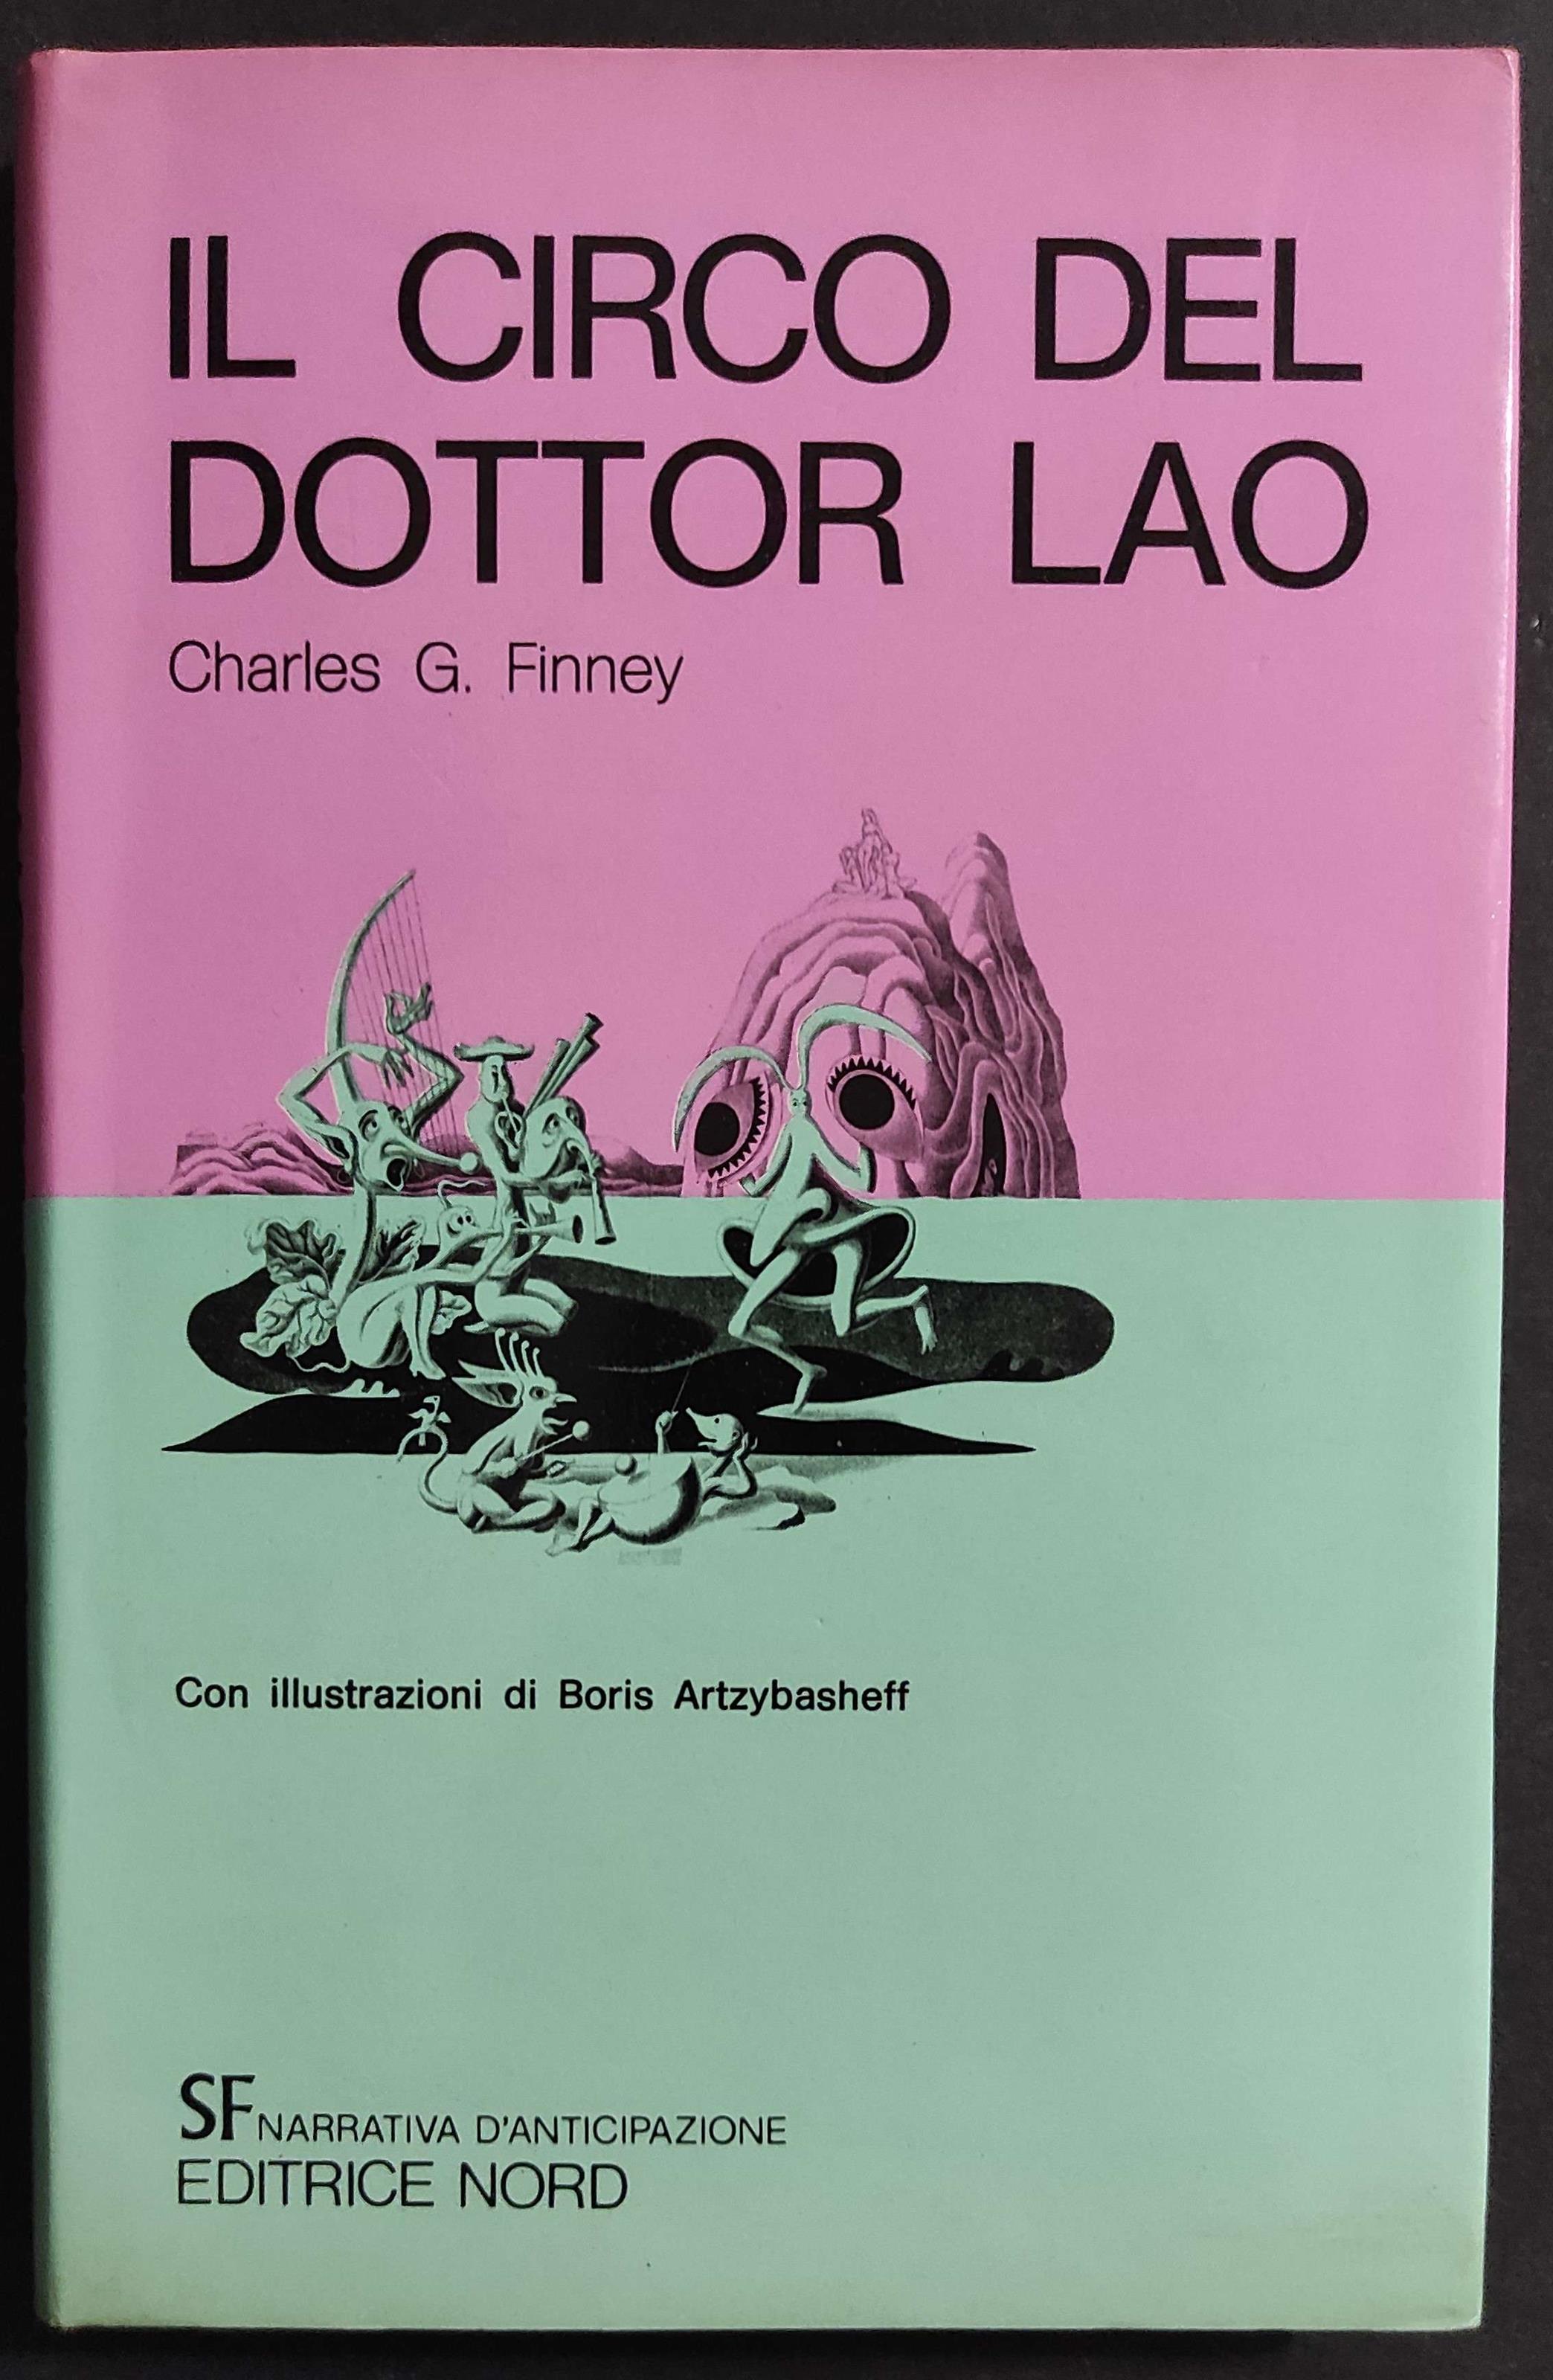 IL CIRCO DEL
DOTTOR LAO
Charles G. Finney
Con illustrazioni di Boris Artzybasheff
SF NARRATIVA D'ANTICIPAZIONE
EDITRICE NORD